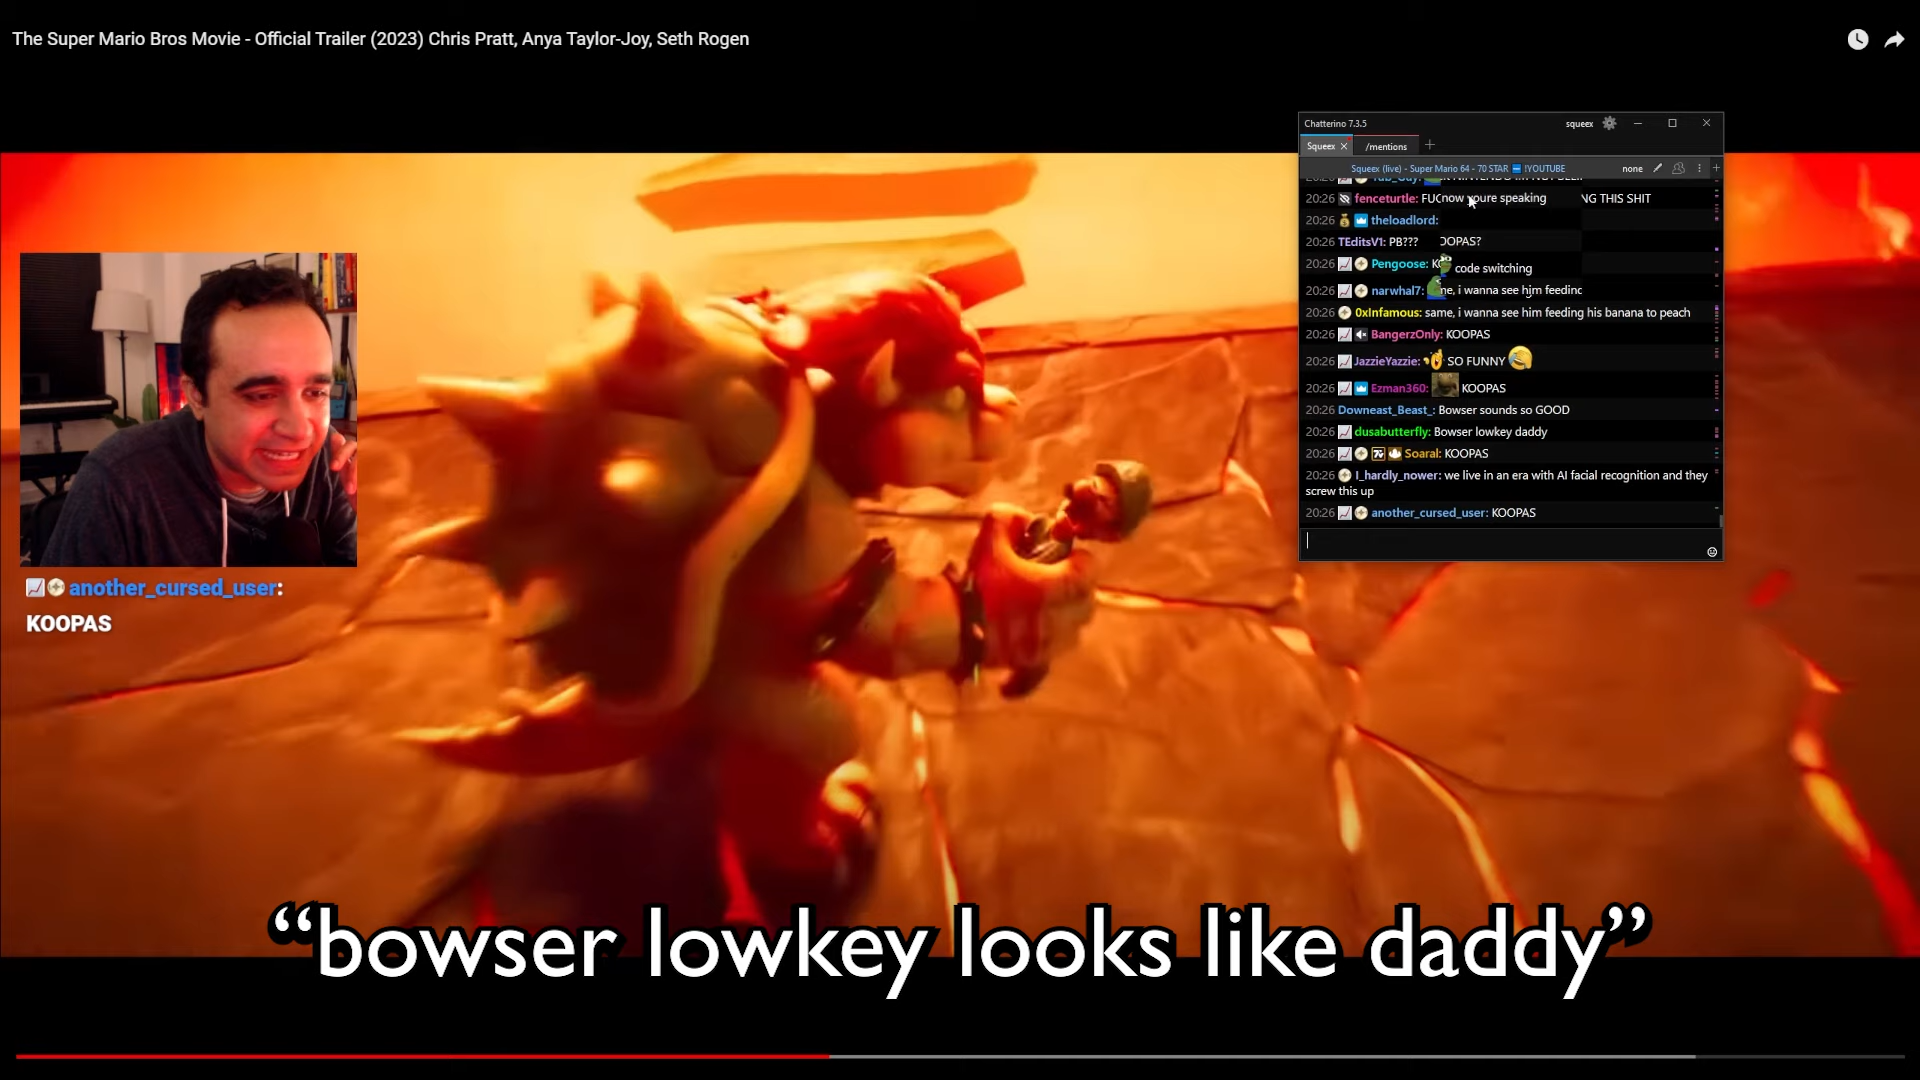 The Super Mario Bros Movie - Official Trailer (2023) Chris Pratt, Anya Taylor-Joy, Seth Rogen
Chatterino 7.3.5
squeex
Squeex
/mentions
Squeex (live) - Super Mario 64 - 70 STAR !YOUTUBE
none
20:26 fenceturtle: now youre speaking NG THIS SHIT
20:26 theloadlord:
TEditsV1: PB??? OOPAS?
20:26 Pengoose: code switching
20:26 narwhal7: i wanna see him feeding
20:26 0xInfamous: same, i wanna see him feeding his banana to peach
20:26 BangerzOnly: KOOPAS
20:26 JazzieYazzie: SO FUNNY
20:26 Ezman360: KOOPAS
20:26 Downeast_Beast_: Bowser sounds so GOOD
20:26 dusabutterfly: Bowser lowkey daddy
20:26 Soaral: KOOPAS
20:26 I_hardly_nower: we live in an era with AI facial recognition and they
screw this up
20:26 another_cursed_user: KOOPAS
another_cursed_user:
KOOPAS
“bowser lowkey looks like daddy”